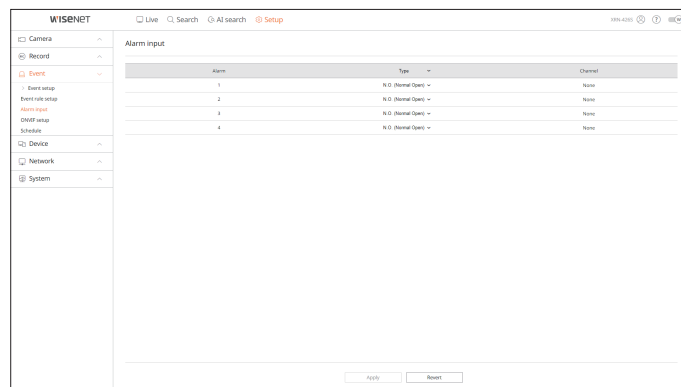 WISENET
Live Search AI search Setup
XRN-426S
Camera
Record
Event
Event setup
Event rule setup
Alarm input
ONVIF setup
Schedule
Device
Network
System
Alarm input
Alarm Type Channel
1 N.O. (Normal Open) None
2 N.O. (Normal Open) None
3 N.O. (Normal Open) None
4 N.O. (Normal Open) None
Apply Revert